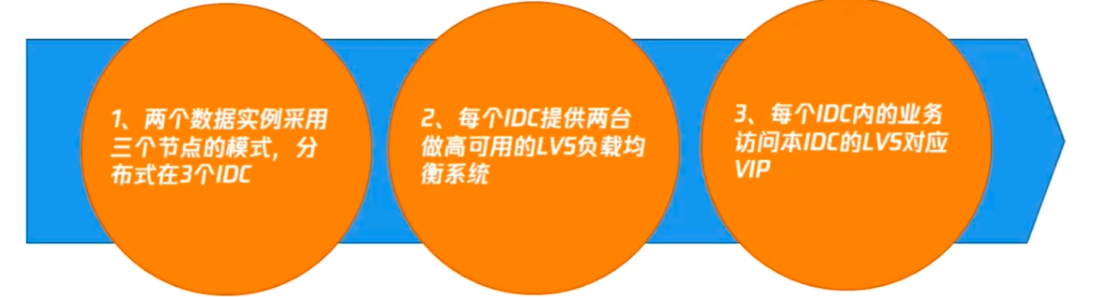 1、两个数据实例采用
三个节点的模式，分
布式在3个IDC
2、每个IDC提供两台
做高可用的LVS负载均
衡系统
3、每个IDC内的业务
访问本IDC的LVS对应
VIP